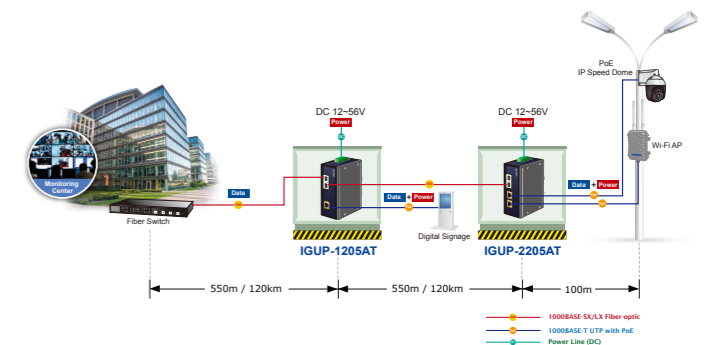 PoE
IP Speed Dome
DC 12~56V
Power
DC 12~56V
Power
Wi-Fi AP
Monitoring
Center
Data
Data + Power
Data + Power
Fiber Switch
Digital Signage
IGUP-1205AT
IGUP-2205AT
550m / 120km
550m / 120km
100m
1000BASE-SX/LX Fiber-optic
1000BASE-T UTP with PoE
Power Line (DC)